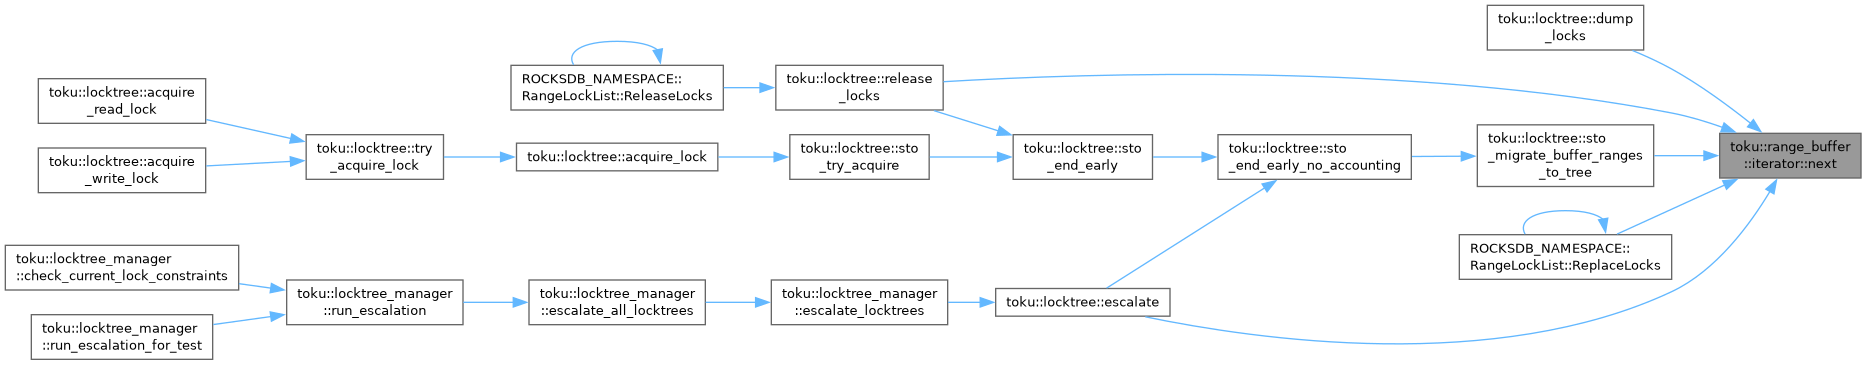 toku::locktree::dump
_locks
ROCKSDB_NAMESPACE::
RangeLockList::ReleaseLocks
toku::locktree::release
_locks
toku::locktree::acquire
_read_lock
toku::locktree::try
_acquire_lock
toku::locktree::acquire_lock
toku::locktree::sto
_try_acquire
toku::locktree::sto
_end_early
toku::locktree::sto
_end_early_no_accounting
toku::locktree::sto
_migrate_buffer_ranges
_to_tree
toku::range_buffer
::iterator::next
toku::locktree::acquire
_write_lock
ROCKSDB_NAMESPACE::
RangeLockList::ReplaceLocks
toku::locktree_manager
::check_current_lock_constraints
toku::locktree_manager
::run_escalation
toku::locktree_manager
::escalate_all_locktrees
toku::locktree_manager
::escalate_locktrees
toku::locktree::escalate
toku::locktree_manager
::run_escalation_for_test